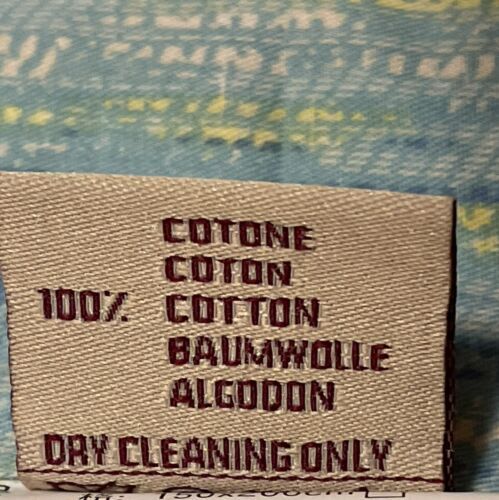 COTONE
COTON
100% COTTON
BAUMWOLLE
ALGODON
DRY CLEANING ONLY